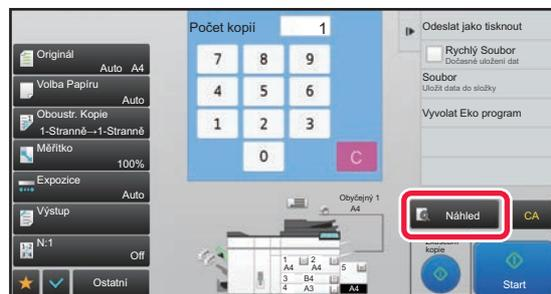 Originál
Auto A4
Volba Papíru
Auto
Oboustr. Kopie
1-Stranně→1-Stranně
Měřítko
100%
Expozice
Auto
Výstup
N:1
Off
Ostatní
Počet kopií 1
7 8 9
4 5 6
1 2 3
0 C
Obyčejný 1
A4
1 A4
2 A4
3 B4
4 A3
5
A4
Odeslat jako tisknout
Rychlý Soubor
Dočasné uložení dat
Soubor
Uložit data do složky
Vyvolat Eko program
Náhled
CA
kopie
Start